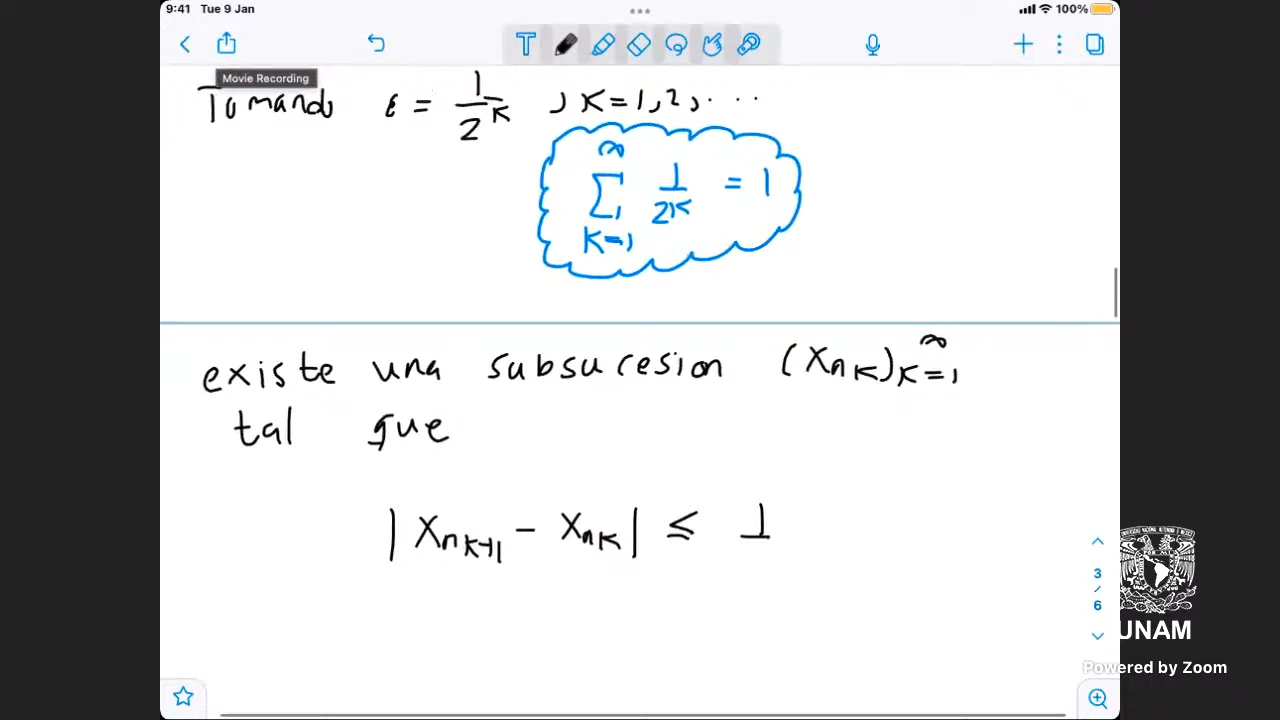 9:41 Tue 9 Jan
100%
Movie Recording
Tomando ε = 1/2^k , k = 1, 2, ...
∑_{k=1}^∞ 1/2^k = 1
existe una subsucesion (x_{n_k})_{k=1}^∞
tal que
|x_{n_{k+1}} - x_{n_k}| ≤ 1
3
6
UNAM
Powered by Zoom